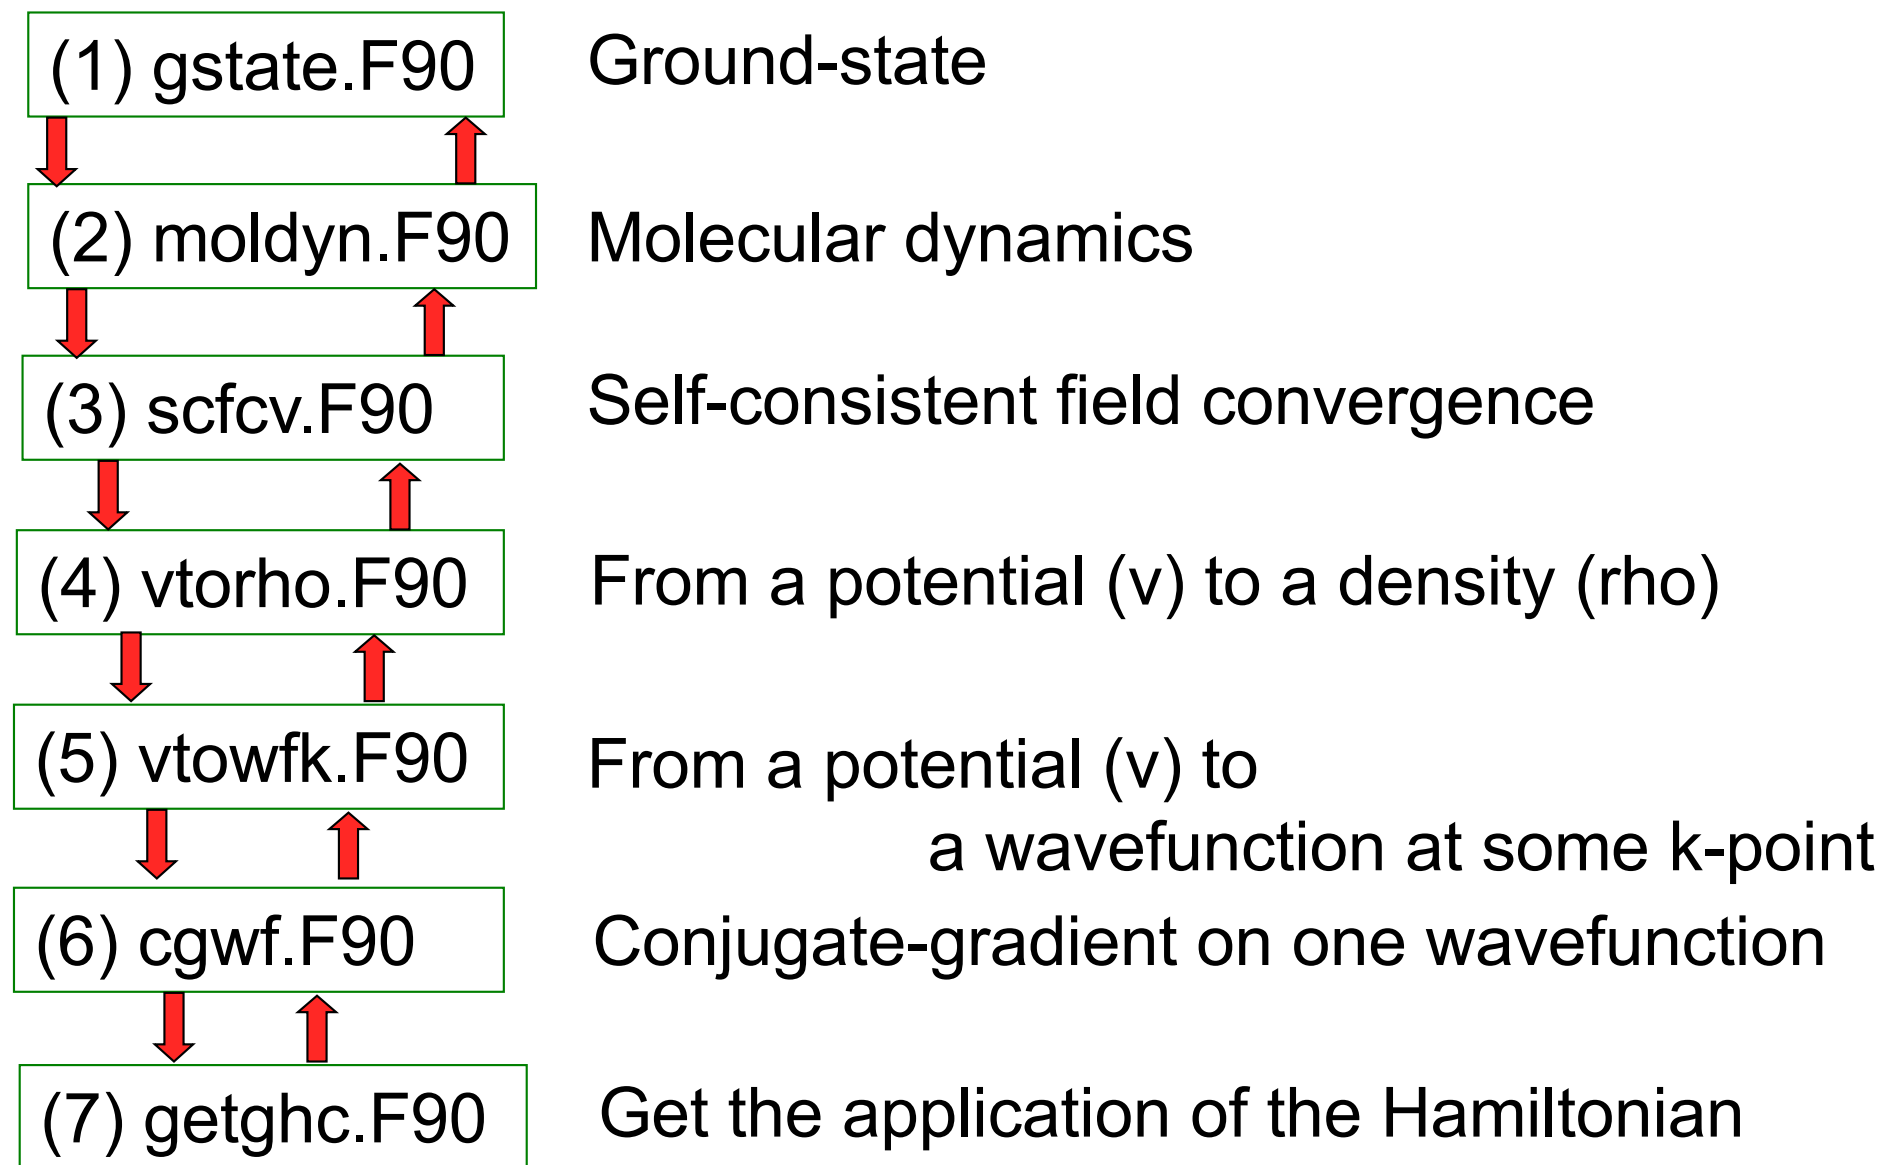 (1) gstate.F90 Ground-state
(2) moldyn.F90 Molecular dynamics
(3) scfcv.F90 Self-consistent field convergence
(4) vtorho.F90 From a potential (v) to a density (rho)
(5) vtowfk.F90 From a potential (v) to
a wavefunction at some k-point
(6) cgwf.F90 Conjugate-gradient on one wavefunction
(7) getghc.F90 Get the application of the Hamiltonian